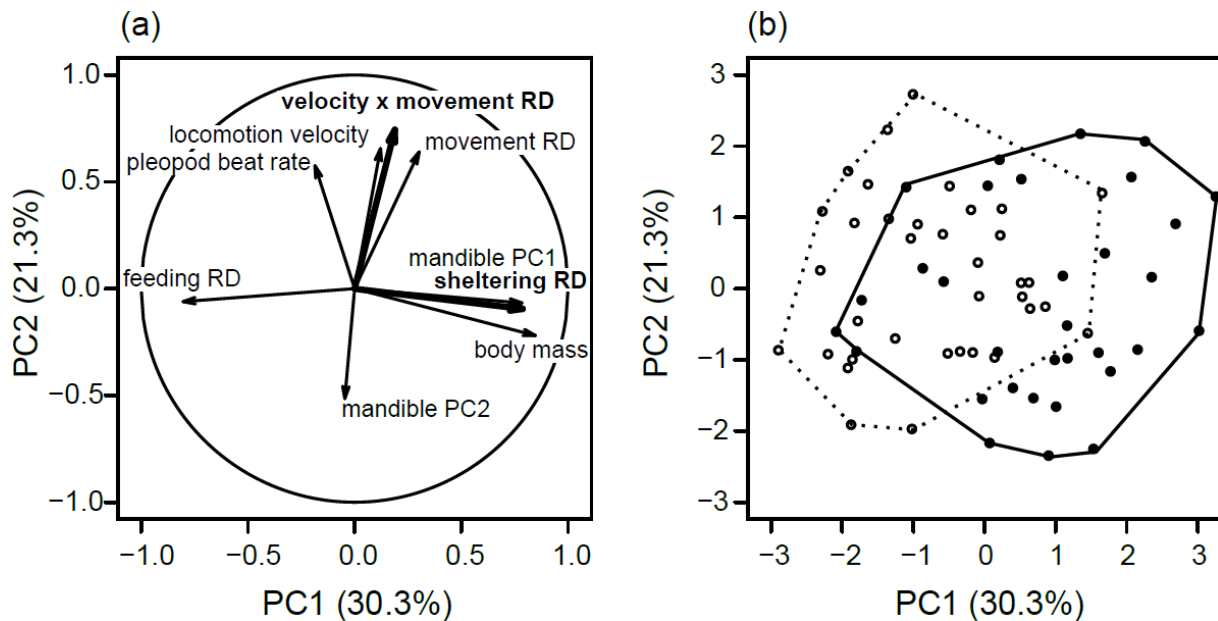 (a)
1.0
0.5
0.0
−0.5
−1.0
PC2 (21.3%)
velocity x movement RD
locomotion velocity
movement RD
pleopod beat rate
mandible PC1
feeding RD
sheltering RD
body mass
mandible PC2
−1.0
−0.5
0.0
0.5
1.0
PC1 (30.3%)
(b)
3
2
1
0
−1
−2
−3
PC2 (21.3%)
−3
−2
−1
0
1
2
3
PC1 (30.3%)